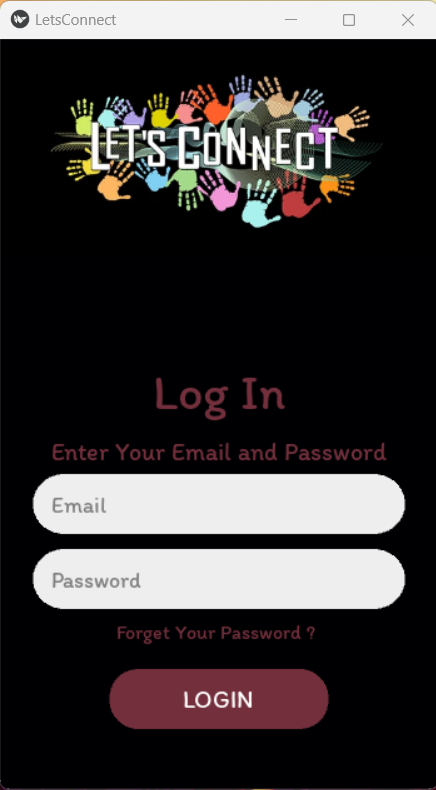 LetsConnect
LET'S CONNECT
Log In
Enter Your Email and Password
Email
Password
Forget Your Password ?
LOGIN